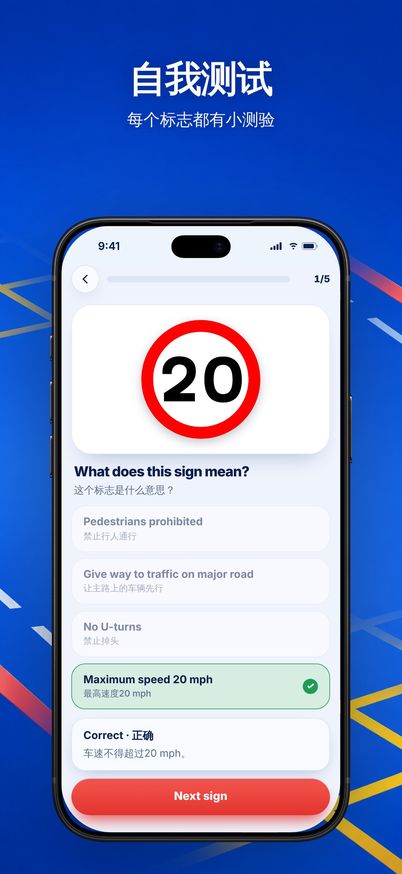 自我测试
每个标志都有小测验
9:41
1/5
20
What does this sign mean?
这个标志是什么意思？
Pedestrians prohibited
禁止行人通行
Give way to traffic on major road
让主路上的车辆先行
No U-turns
禁止掉头
Maximum speed 20 mph
最高速度20 mph
Correct · 正确
车速不得超过20 mph。
Next sign